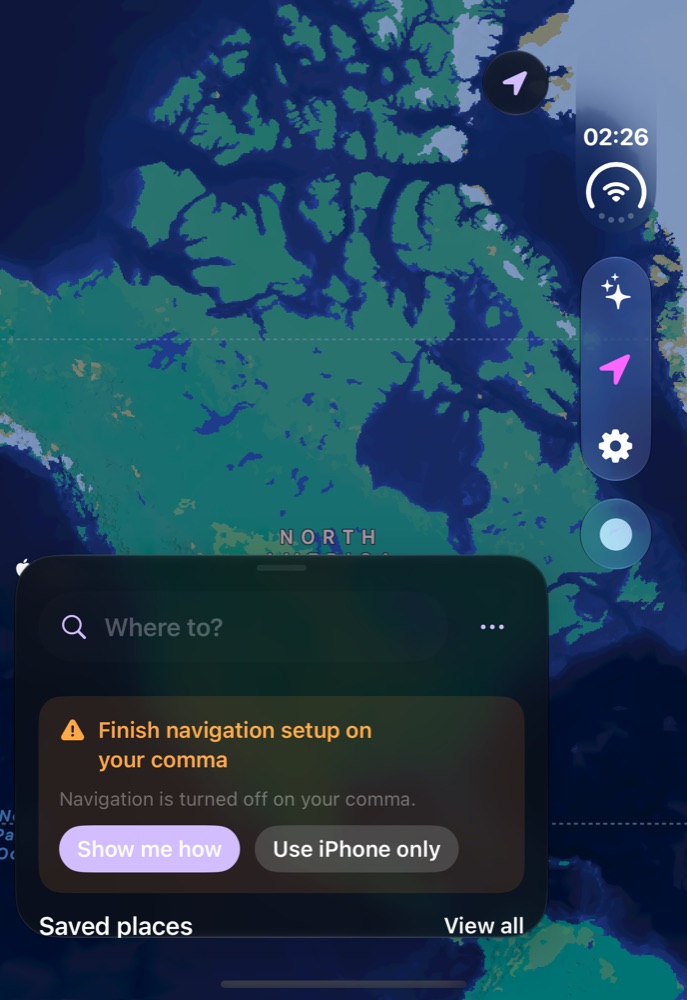 02:26
NORTH
AMERICA
Where to?
Finish navigation setup on
your comma
Navigation is turned off on your comma.
Show me how
Use iPhone only
Saved places
View all